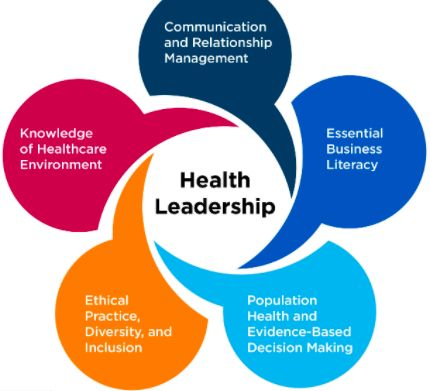 Communication
and Relationship
Management
Knowledge
of Healthcare
Environment
Essential
Business
Literacy
Health
Leadership
Ethical
Practice,
Diversity, and
Inclusion
Population
Health and
Evidence-Based
Decision Making